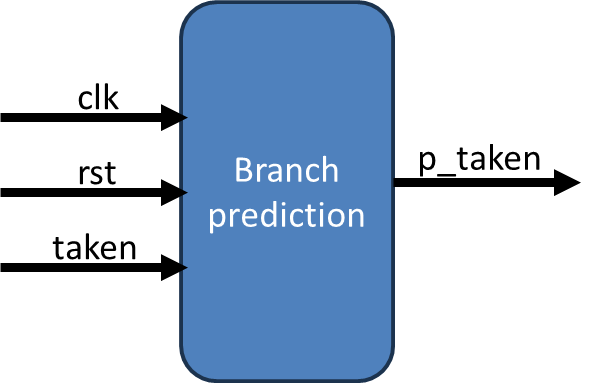 clk
rst
taken
Branch
prediction
p_taken